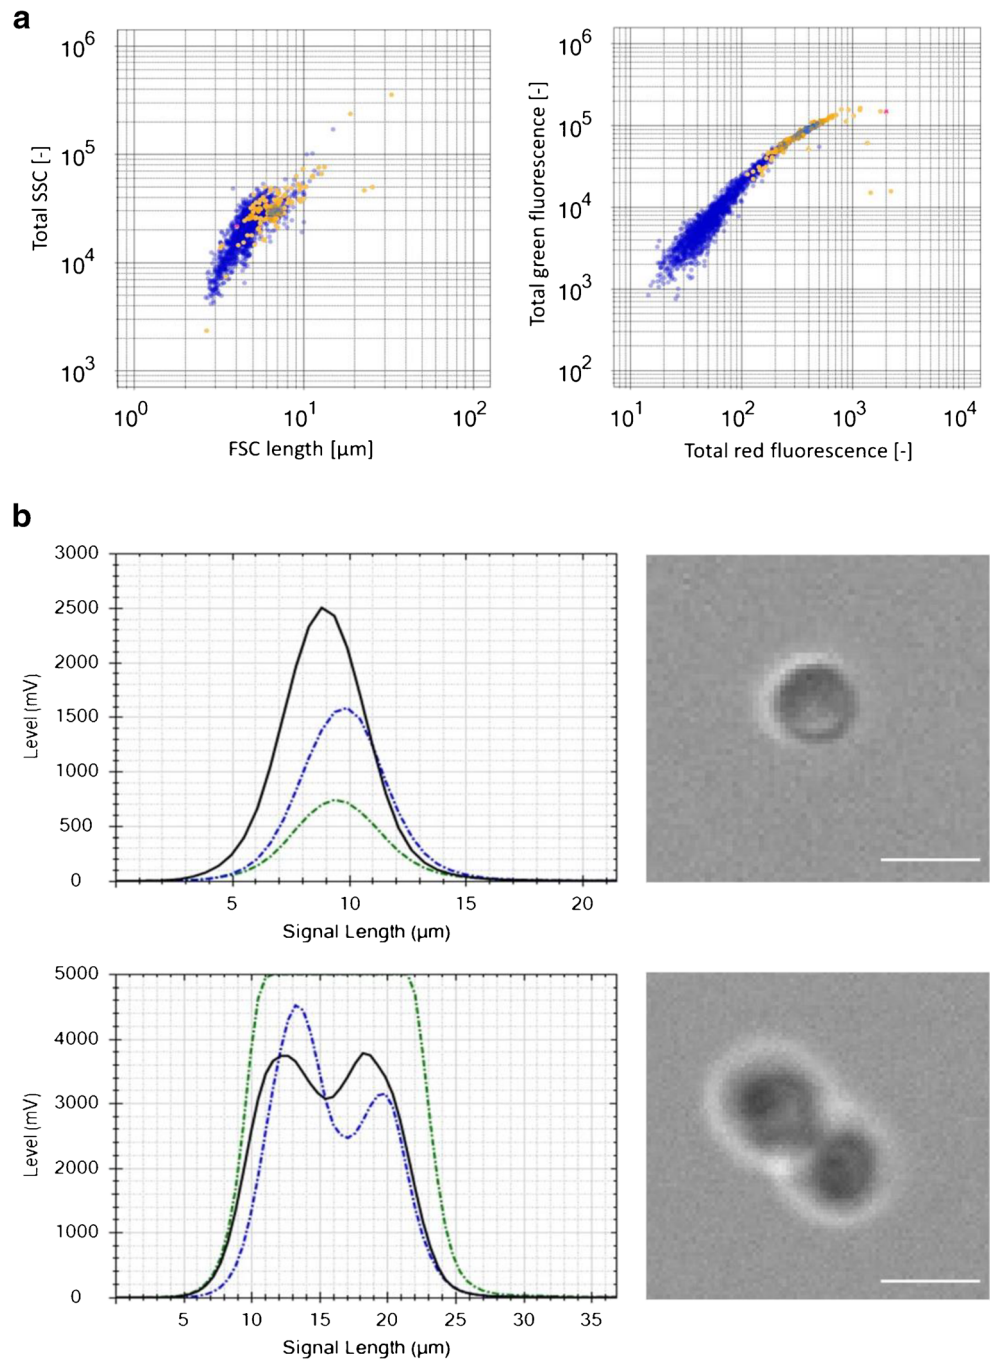 a
10^6
10^5
10^4
10^3
Total SSC [-]
10^0 10^1 10^2
FSC length [µm]
10^6
10^5
10^4
10^3
10^2
Total green fluorescence [-]
10^1 10^2 10^3 10^4
Total red fluorescence [-]
b
3000
2500
2000
1500
1000
500
0
Level (mV)
5 10 15 20
Signal Length (µm)
5000
4000
3000
2000
1000
0
Level (mV)
5 10 15 20 25 30 35
Signal Length (µm)